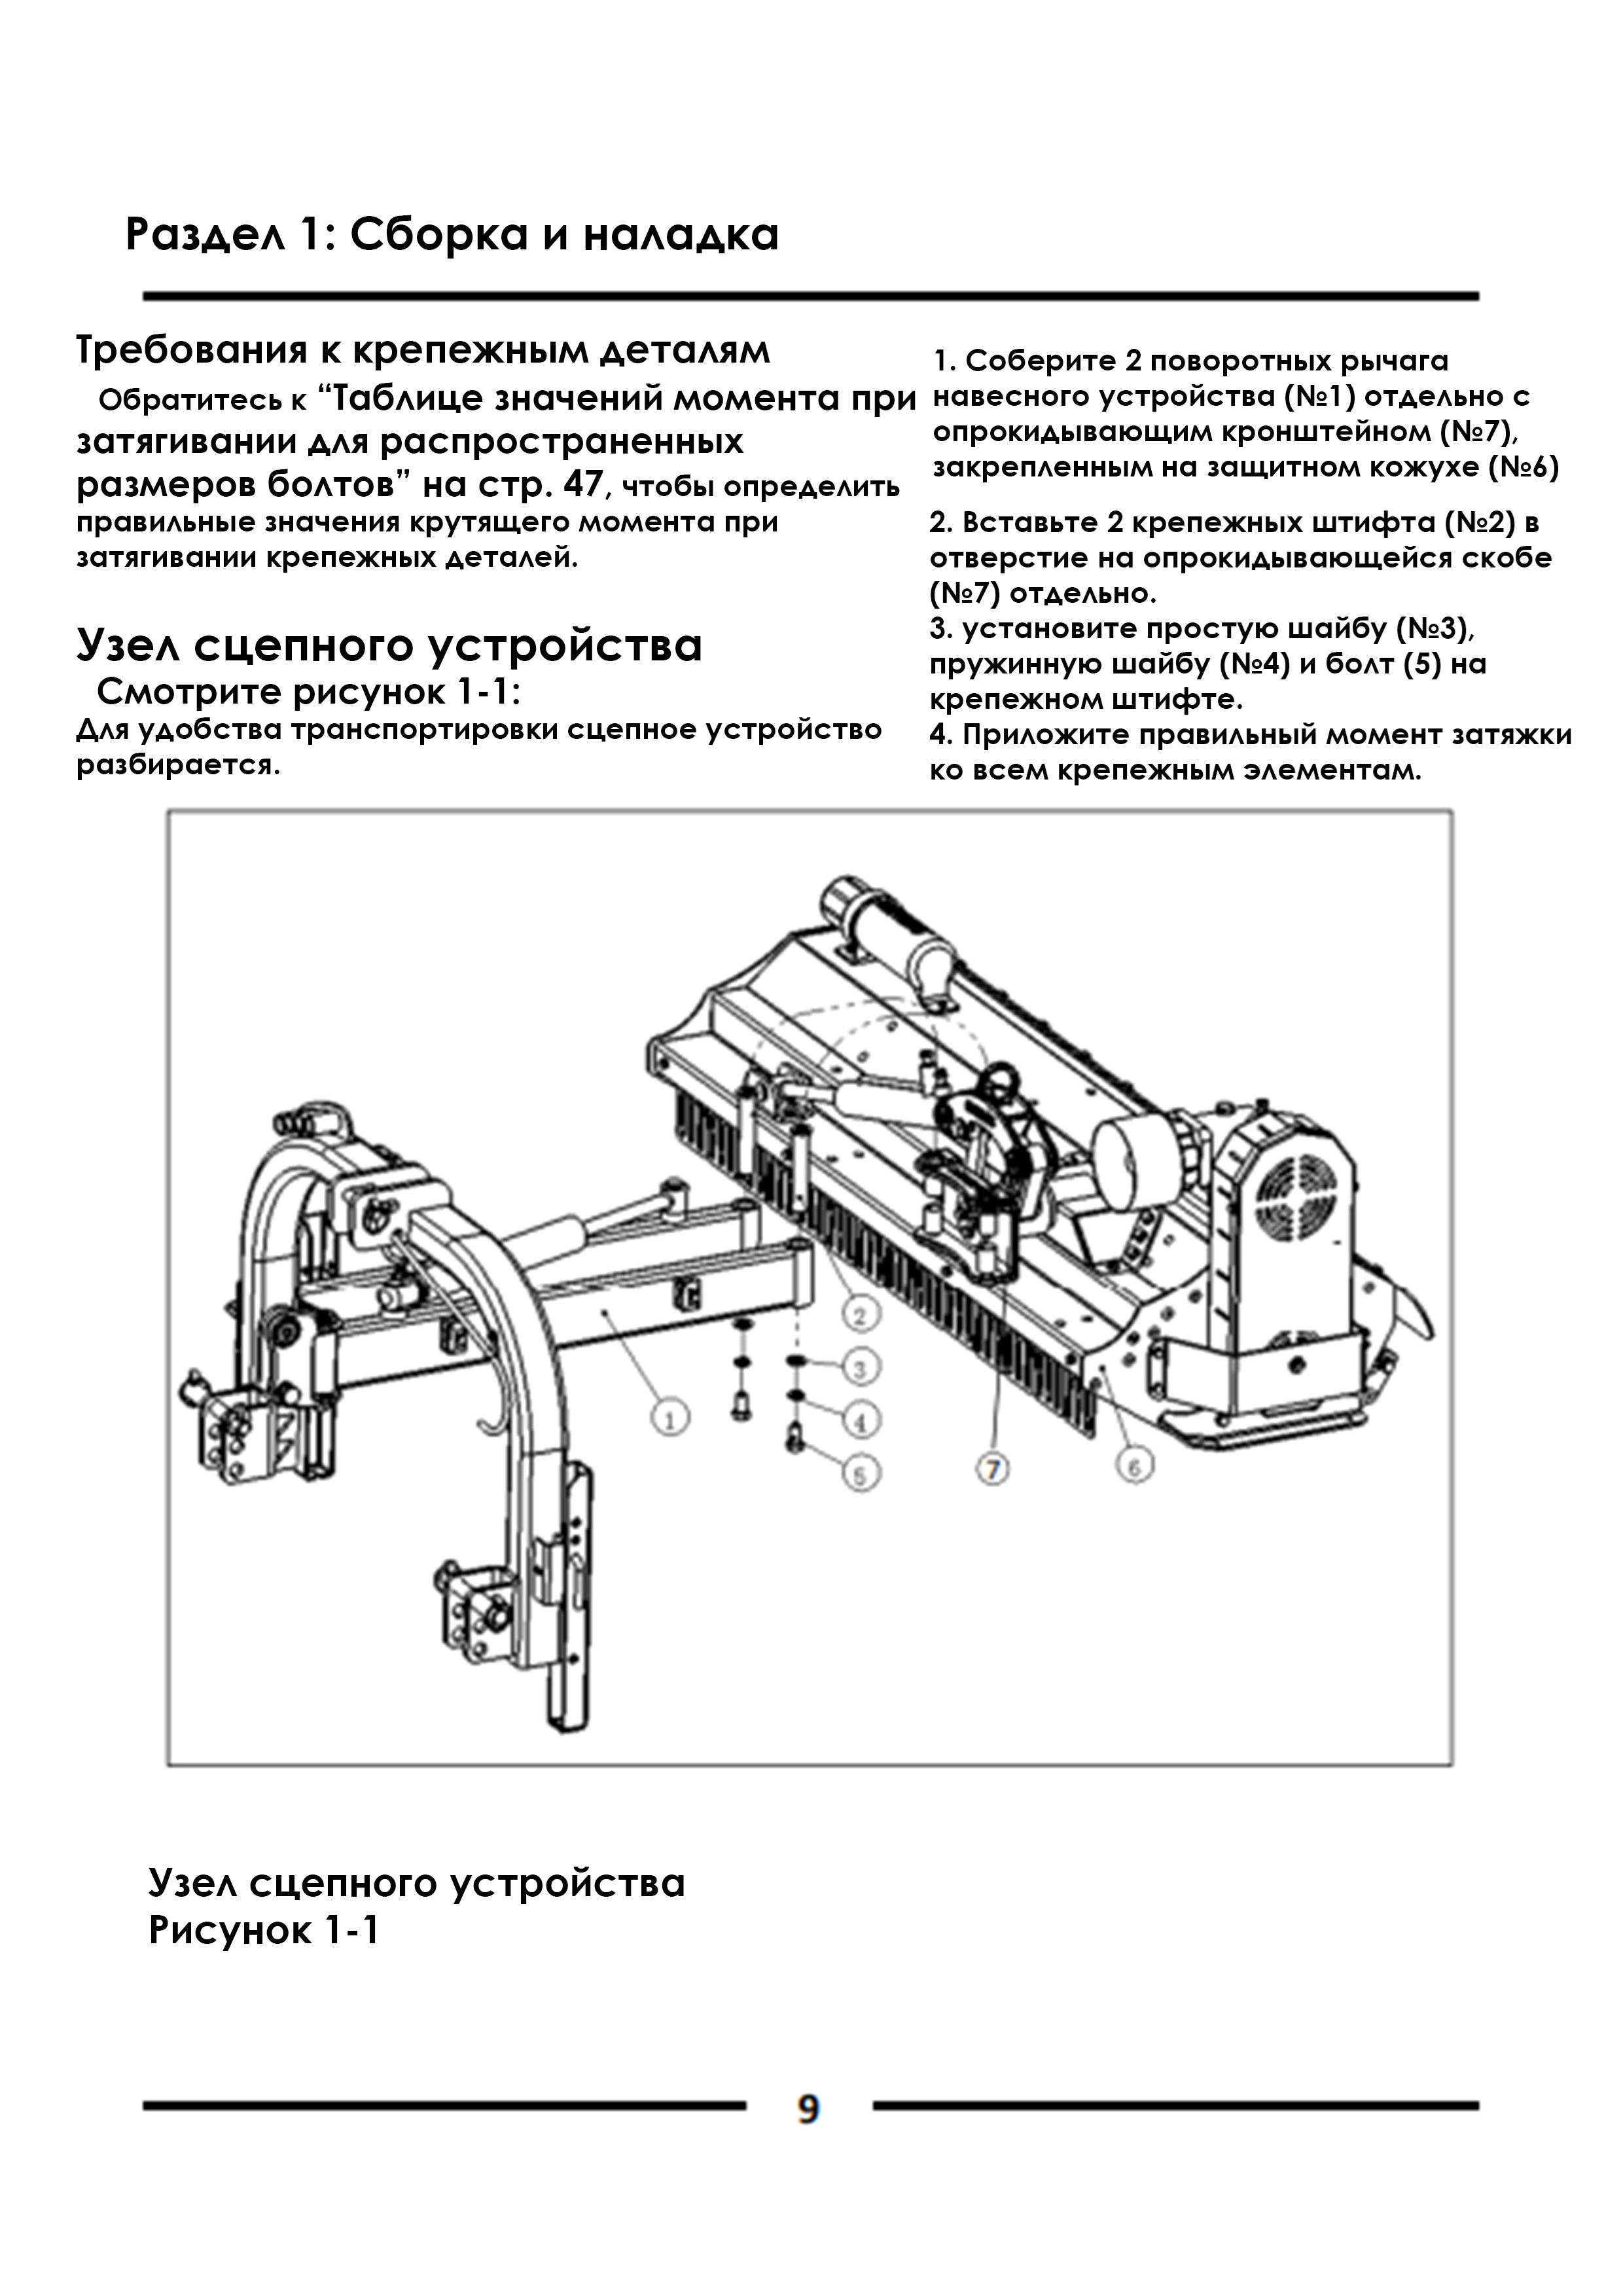 Раздел 1: Сборка и наладка
Требования к крепежным деталям
Обратитесь к “Таблице значений момента при
затягивании для распространенных
размеров болтов” на стр. 47, чтобы определить
правильные значения крутящего момента при
затягивании крепежных деталей.
Узел сцепного устройства
Смотрите рисунок 1-1:
Для удобства транспортировки сцепное устройство
разбирается.
1. Соберите 2 поворотных рычага
навесного устройства (№1) отдельно с
опрокидывающим кронштейном (№7),
закрепленным на защитном кожухе (№6)
2. Вставьте 2 крепежных штифта (№2) в
отверстие на опрокидывающейся скобе
(№7) отдельно.
3. установите простую шайбу (№3),
пружинную шайбу (№4) и болт (5) на
крепежном штифте.
4. Приложите правильный момент затяжки
ко всем крепежным элементам.
2
3
1
4
5
7
6
Узел сцепного устройства
Рисунок 1-1
9